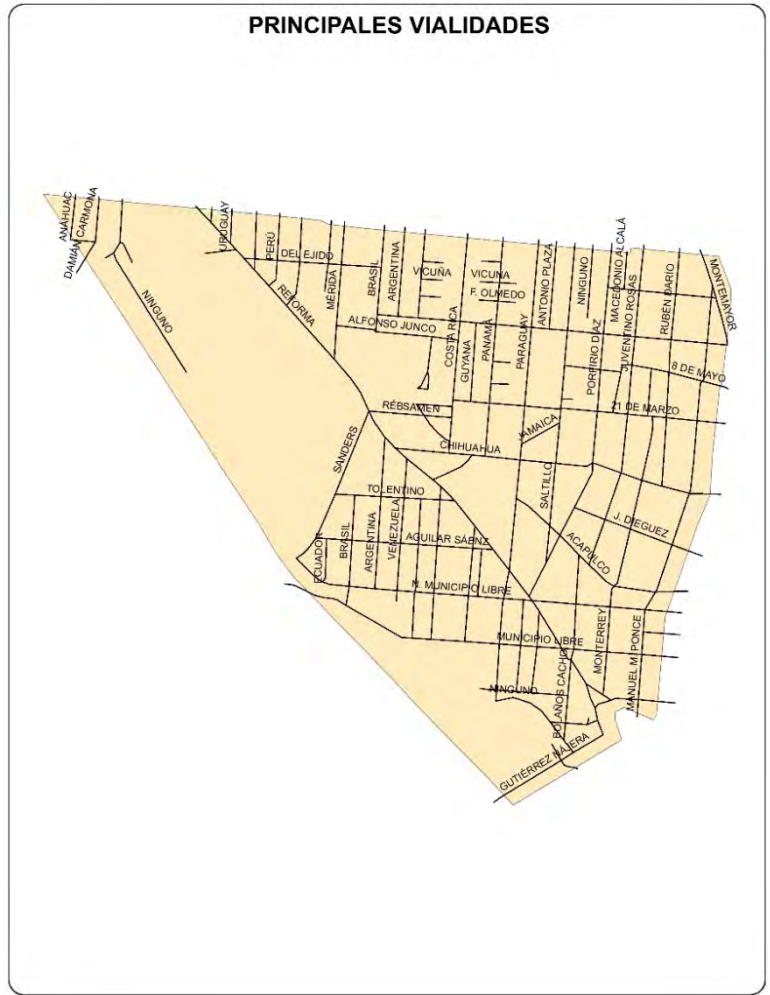 PRINCIPALES VIALIDADES
ANÁHUAC
DAMIÁN CARMONA
NINGUNO
URUGUAY
PERÚ
DEL EJIDO
REFORMA
MÉRIDA
BRASIL
ARGENTINA
VICUÑA
VICUNA
F. OLMEDO
ALFONSO JUNCO
COSTA RICA
GUYANA
PANAMÁ
PARAGUAY
ANTONIO PLAZA
NINGUNO
PORFIRIO DÍAZ
MACEDONIO ALCALÁ
JUVENTINO ROSAS
RUBÉN DARIO
MONTEMAYOR
8 DE MAYO
21 DE MARZO
RÉBSAMEN
JAMAICA
CHIHUAHUA
SANDERS
SALTILLO
TOLENTINO
ECUADOR
BRASIL
ARGENTINA
VENEZUELA
AGUILAR SÁENZ
J. DIEGUEZ
ACAPULCO
N. MUNICIPIO LIBRE
MUNICIPIO LIBRE
MONTERREY
MANUEL M. PONCE
NINGUNO
BOLAÑOS CACHO
GUTIÉRREZ NÁJERA